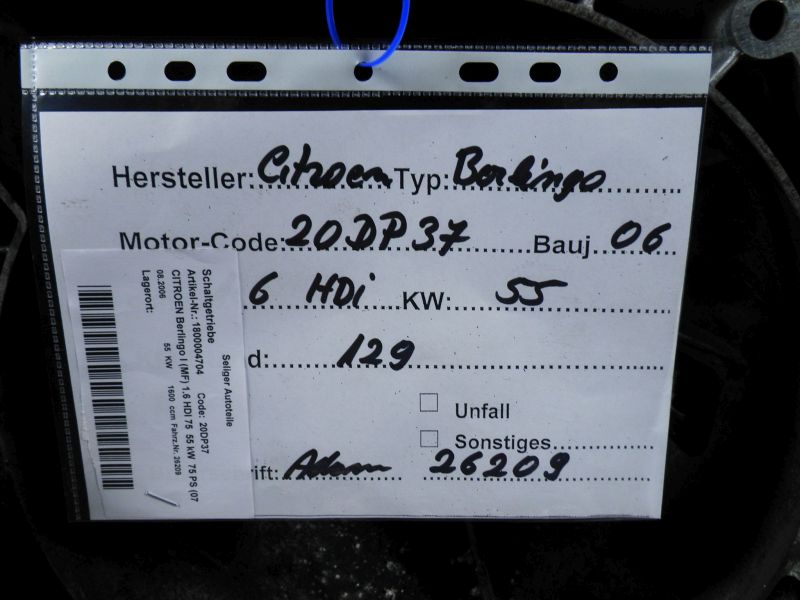 Hersteller: Citroen Typ: Berlingo
Motor-Code: 20DP37 Bauj. 06
6 HDi KW: 55
d: 129
Unfall
Sonstiges
rift: Adam 26209
Seliger Autoteile
Schaltgetriebe
Artikel-Nr.: 1800004704 Code: 20DP37
CITROEN Berlingo I (MF) 1,6 HDI 75 55 kW 75 PS (07
08.2006 55 KW 1600 ccm Fahrz.Nr. 26209
Lagerort: